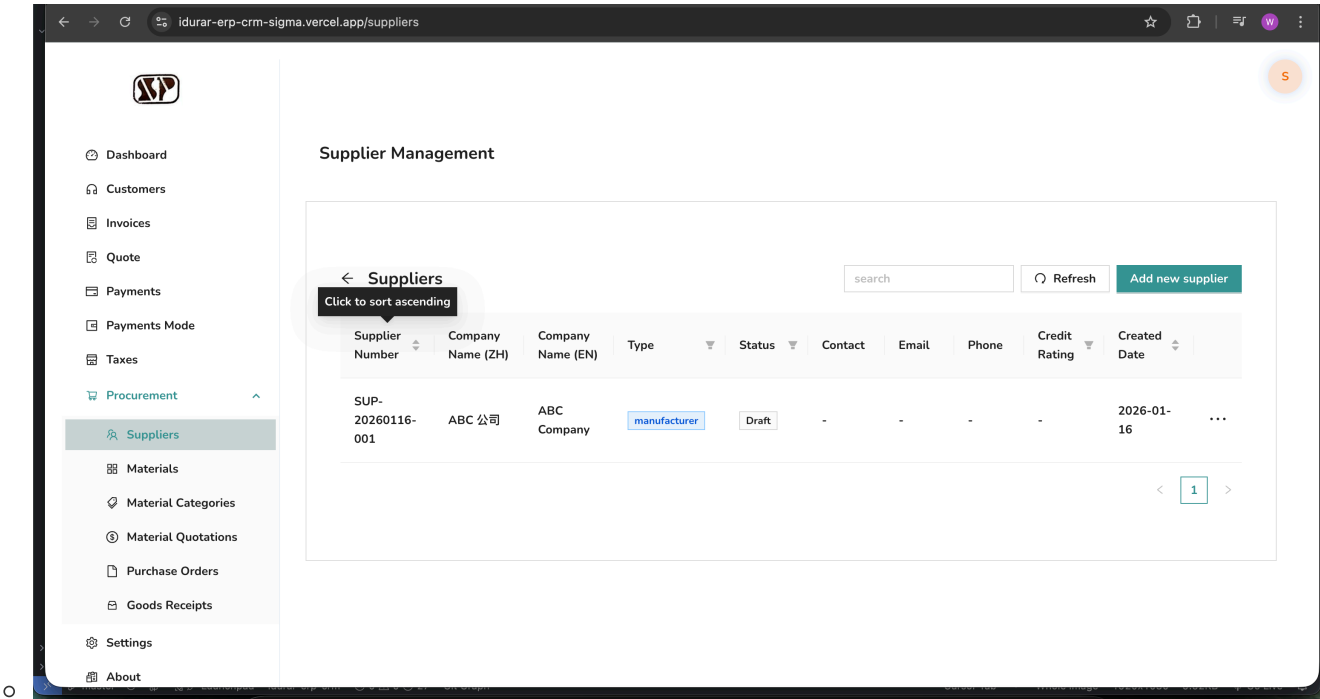 idurar-erp-crm-sigma.vercel.app/suppliers
W
S
Dashboard
Customers
Invoices
Quote
Payments
Payments Mode
Taxes
Procurement
Suppliers
Materials
Material Categories
Material Quotations
Purchase Orders
Goods Receipts
Settings
About
Supplier Management
Suppliers
search
Refresh
Add new supplier
Click to sort ascending
Supplier Number
Company Name (ZH)
Company Name (EN)
Type
Status
Contact
Email
Phone
Credit Rating
Created Date
SUP-20260116-001
ABC 公司
ABC Company
manufacturer
Draft
-
-
-
-
2026-01-16
1